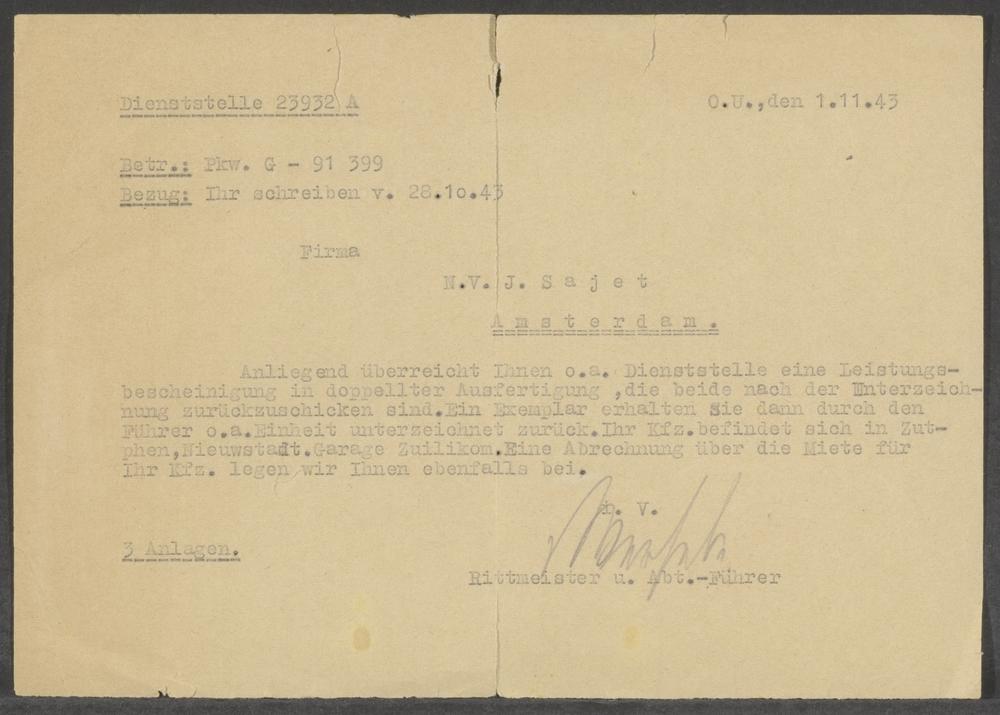 Dienststelle 23932 A
O.U.,den 1.11.43
Betr.: Pkw. G - 91 399
Bezug: Ihr schreiben v. 28.10.43
Firma
N.V. J. Sajet
Amsterdam.
Anliegend überreicht Ihnen o.a. Dienststelle eine Leistungs-
bescheinigung in doppellter Ausfertigung ,die beide nach der Unterzeich-
nung zurückzuschicken sind.Ein Exemplar erhalten Sie dann durch den
Führer o.a.Einheit unterzeichnet zurück.Ihr Kfz.befindet sich in Zut-
phen,Nieuwstadt.Garage Zuilikom.Eine Abrechnung über die Miete für
Ihr Kfz. legen wir Ihnen ebenfalls bei.
V.
3 Anlagen.
Rittmeister u. Abt.-Führer